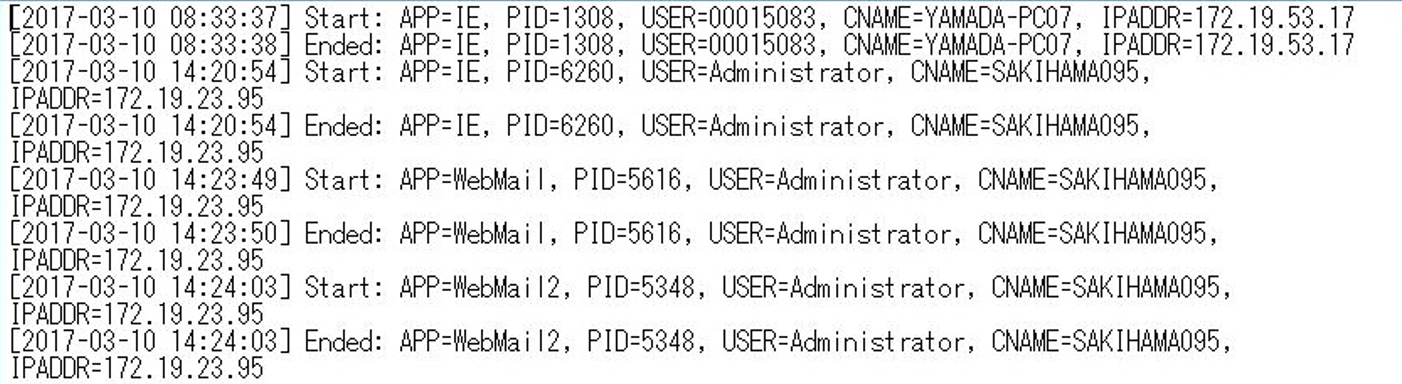 [2017-03-10 08:33:37] Start: APP=IE, PID=1308, USER=00015083, CNAME=YAMADA-PC07, IPADDR=172.19.53.17
[2017-03-10 08:33:38] Ended: APP=IE, PID=1308, USER=00015083, CNAME=YAMADA-PC07, IPADDR=172.19.53.17
[2017-03-10 14:20:54] Start: APP=IE, PID=6260, USER=Administrator, CNAME=SAKIHAMA095,
IPADDR=172.19.23.95
[2017-03-10 14:20:54] Ended: APP=IE, PID=6260, USER=Administrator, CNAME=SAKIHAMA095,
IPADDR=172.19.23.95
[2017-03-10 14:23:49] Start: APP=WebMail, PID=5616, USER=Administrator, CNAME=SAKIHAMA095,
IPADDR=172.19.23.95
[2017-03-10 14:23:50] Ended: APP=WebMail, PID=5616, USER=Administrator, CNAME=SAKIHAMA095,
IPADDR=172.19.23.95
[2017-03-10 14:24:03] Start: APP=WebMail2, PID=5348, USER=Administrator, CNAME=SAKIHAMA095,
IPADDR=172.19.23.95
[2017-03-10 14:24:03] Ended: APP=WebMail2, PID=5348, USER=Administrator, CNAME=SAKIHAMA095,
IPADDR=172.19.23.95